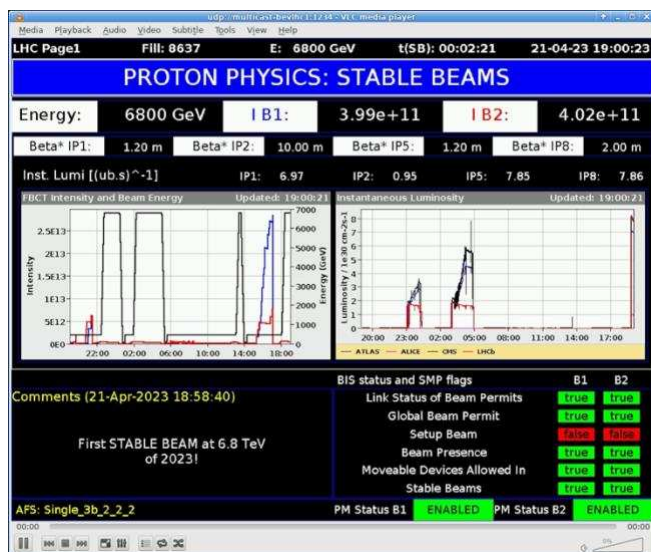 udp://multicast-bevlhc1:1234 - VLC media player
Media Playback Audio Video Subtitle Tools View Help
LHC Page1 Fill: 8637 E: 6800 GeV t(SB): 00:02:21 21-04-23 19:00:23
PROTON PHYSICS: STABLE BEAMS
Energy: 6800 GeV I B1: 3.99e+11 I B2: 4.02e+11
Beta* IP1: 1.20 m Beta* IP2: 10.00 m Beta* IP5: 1.20 m Beta* IP8: 2.00 m
Inst. Lumi [(ub.s)^-1] IP1: 6.97 IP2: 0.95 IP5: 7.85 IP8: 7.86
FBCT Intensity and Beam Energy Updated: 19:00:21
Intensity
2.5E13
2E13
1.5E13
1E13
5E12
0E0
7000
6000
5000
4000
3000
2000
1000
0
Energy (GeV)
22:00 02:00 06:00 10:00 14:00 18:00
Instantaneous Luminosity Updated: 19:00:21
Luminosity / 1e30 cm-2s-1
8
7
6
5
4
3
2
1
0
20:00 23:00 02:00 05:00 08:00 11:00 14:00 17:00
ATLAS ALICE CMS LHCb
BIS status and SMP flags B1 B2
Comments (21-Apr-2023 18:58:40)
First STABLE BEAM at 6.8 TeV
of 2023!
Link Status of Beam Permits true true
Global Beam Permit true true
Setup Beam false false
Beam Presence true true
Moveable Devices Allowed In true true
Stable Beams true true
AFS: Single_3b_2_2_2 PM Status B1 ENABLED PM Status B2 ENABLED
00:00 00:00
0%